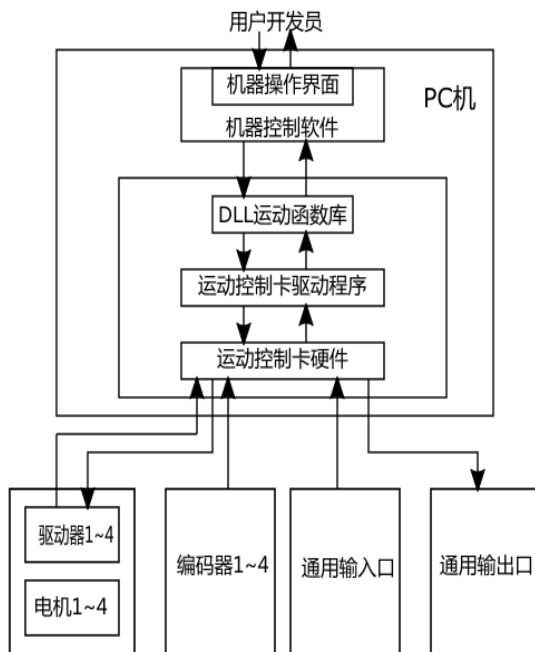 用户开发员
机器操作界面
PC机
机器控制软件
DLL运动函数库
运动控制卡驱动程序
运动控制卡硬件
驱动器1~4
编码器1~4
通用输入口
通用输出口
电机1~4